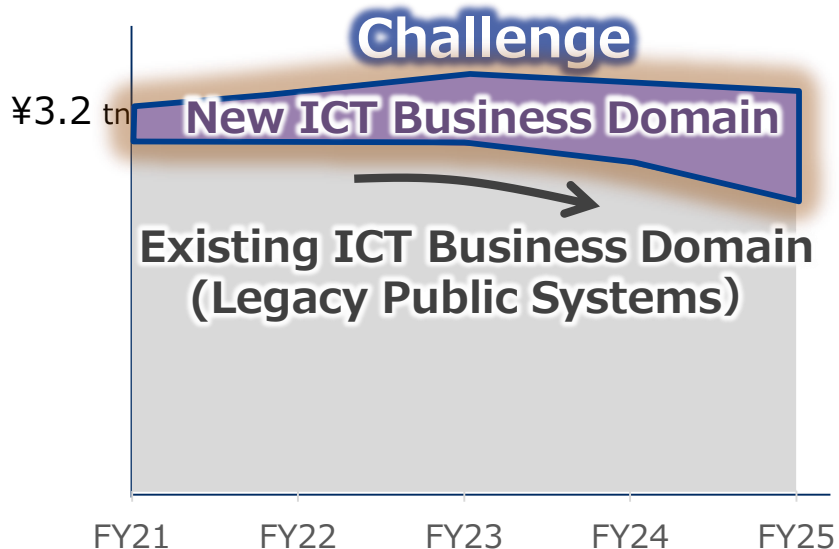 Challenge
¥3.2 tn
New ICT Business Domain
Existing ICT Business Domain
(Legacy Public Systems）
FY21 FY22 FY23 FY24 FY25